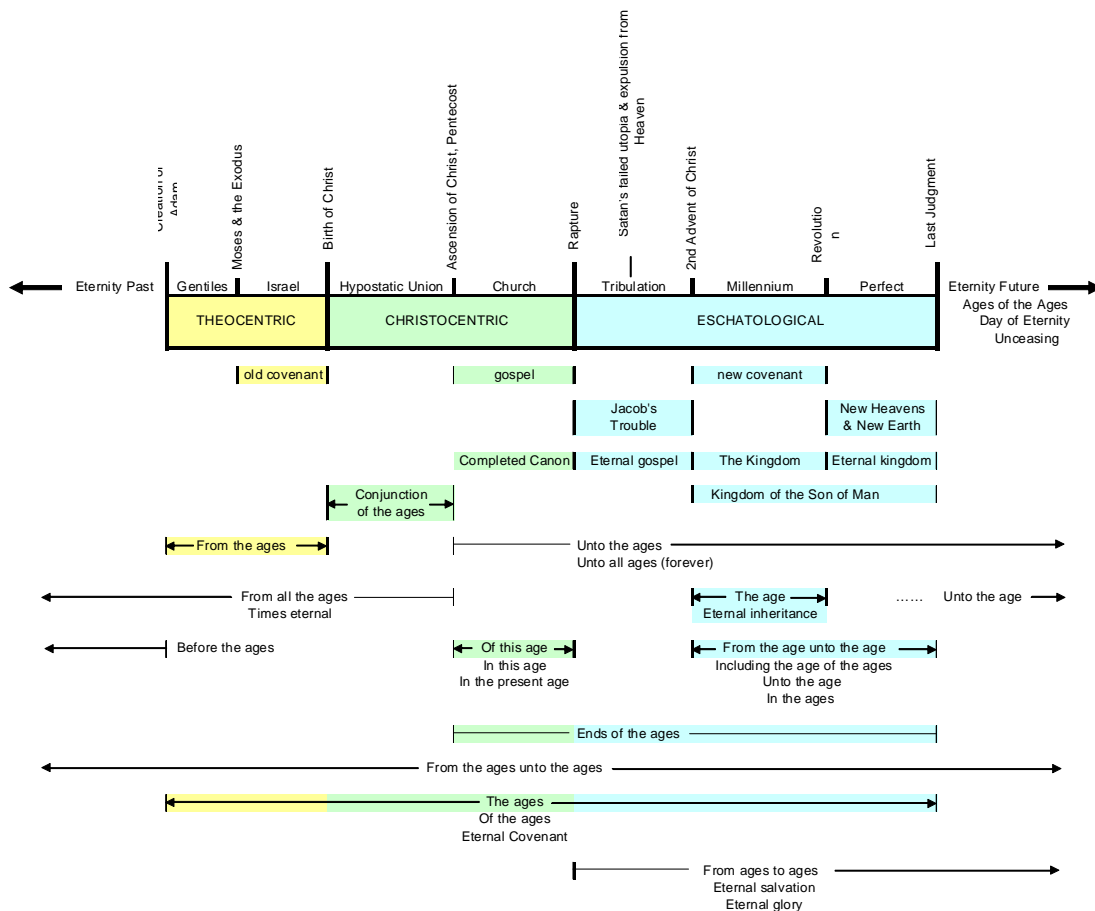 Creation of
Adam
Moses & the Exodus
Birth of Christ
Ascension of Christ, Pentecost
Rapture
Satan's failed utopia & expulsion from
Heaven
2nd Advent of Christ
Revolutio
n
Last Judgment
Eternity Past
Gentiles
Israel
Hypostatic Union
Church
Tribulation
Millennium
Perfect
Eternity Future
Ages of the Ages
Day of Eternity
Unceasing
THEOCENTRIC
CHRISTOCENTRIC
ESCHATOLOGICAL
old covenant
gospel
new covenant
Jacob's
Trouble
New Heavens
& New Earth
Completed Canon
Eternal gospel
The Kingdom
Eternal kingdom
Conjunction
of the ages
Kingdom of the Son of Man
From the ages
Unto the ages
Unto all ages (forever)
From all the ages
Times eternal
The age
Eternal inheritance
...... Unto the age
Before the ages
Of this age
In this age
In the present age
From the age unto the age
Including the age of the ages
Unto the age
In the ages
Ends of the ages
From the ages unto the ages
The ages
Of the ages
Eternal Covenant
From ages to ages
Eternal salvation
Eternal glory